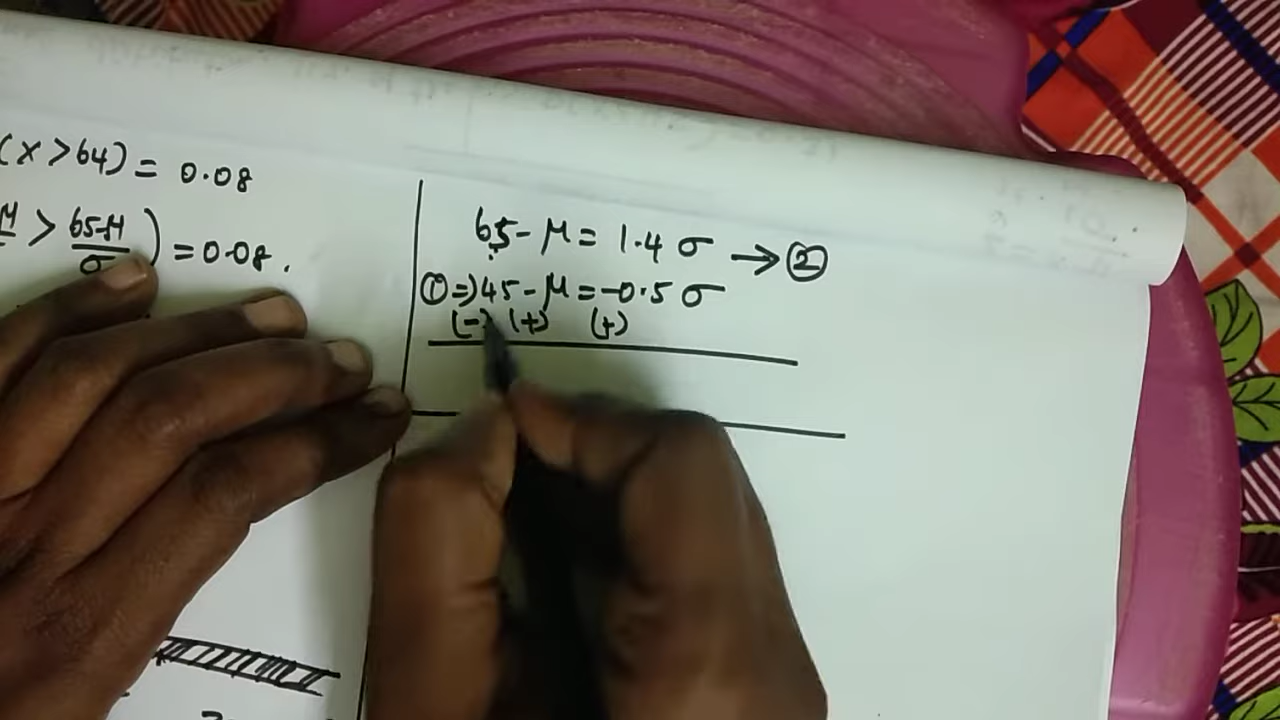 (x > 64) = 0.08
μ > 65-μ / σ ) = 0.08.
65 - μ = 1.4 σ → ②
① => 45 - μ = -0.5 σ
(-) (+) (+)